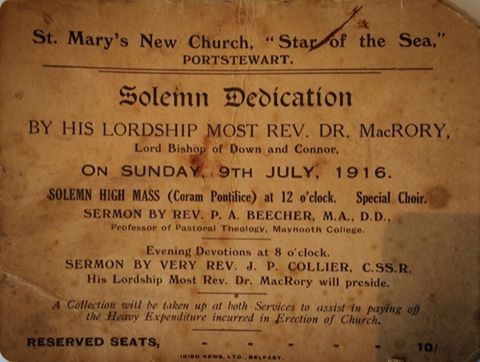 St. Mary's New Church, "Star of the Sea,"
PORTSTEWART.
Solemn Dedication
BY HIS LORDSHIP MOST REV. DR. MacRORY,
Lord Bishop of Down and Connor,
ON SUNDAY, 9TH JULY, 1916.
SOLEMN HIGH MASS (Coram Pontifice) at 12 o'clock. Special Choir.
SERMON BY REV. P. A. BEECHER, M.A., D.D.,
Professor of Pastoral Theology, Maynooth College.
Evening Devotions at 8 o'clock.
SERMON BY VERY REV. J. P. COLLIER, C.SS.R.
His Lordship Most Rev. Dr. MacRory will preside.
A Collection will be taken up at both Services to assist in paying off
the Heavy Expenditure incurred in Erection of Church.
RESERVED SEATS, - - - - - 10/-
IRISH NEWS, LTD., BELFAST.